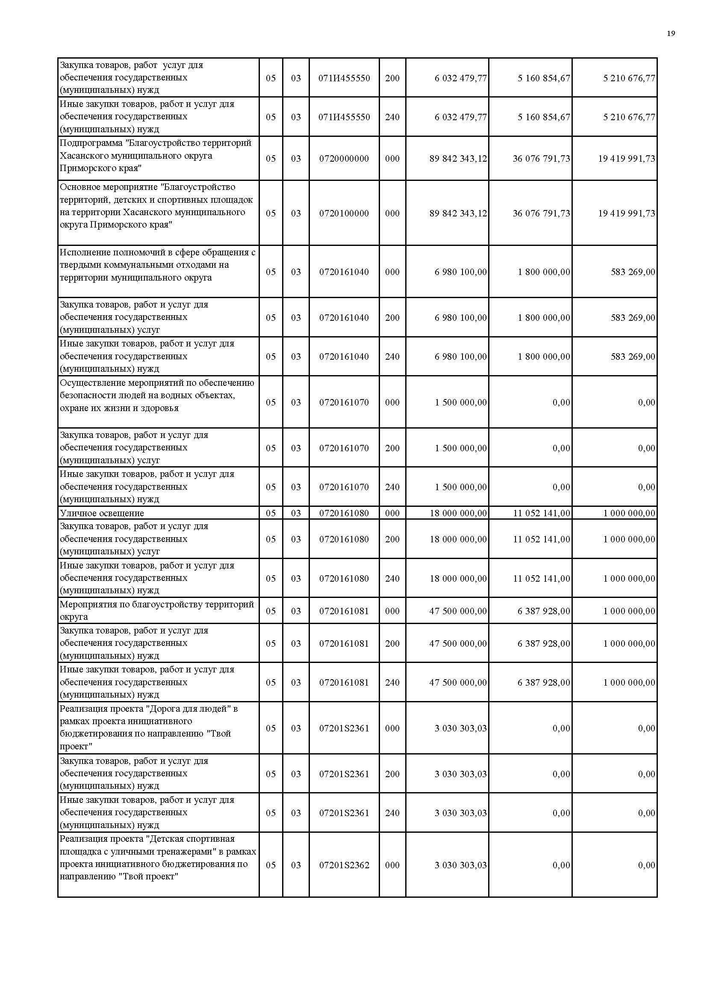 19
Закупка товаров, работ  услуг для
обеспечения государственных
(муниципальных) нужд
05 03 071И455550 200 6 032 479,77 5 160 854,67 5 210 676,77
Иные закупки товаров, работ и услуг для
обеспечения государственных
(муниципальных) нужд
05 03 071И455550 240 6 032 479,77 5 160 854,67 5 210 676,77
Подпрограмма "Благоустройство территорий
Хасанского муниципального округа
Приморского края"
05 03 0720000000 000 89 842 343,12 36 076 791,73 19 419 991,73
Основное мероприятие "Благоустройство
территорий, детских и спортивных площадок
на территории Хасанского муниципального
округа Приморского края"
05 03 0720100000 000 89 842 343,12 36 076 791,73 19 419 991,73
Исполнение полномочий в сфере обращения с
твердыми коммунальными отходами на
территории муниципального округа
05 03 0720161040 000 6 980 100,00 1 800 000,00 583 269,00
Закупка товаров, работ и услуг для
обеспечения государственных
(муниципальных) услуг
05 03 0720161040 200 6 980 100,00 1 800 000,00 583 269,00
Иные закупки товаров, работ и услуг для
обеспечения государственных
(муниципальных) нужд
05 03 0720161040 240 6 980 100,00 1 800 000,00 583 269,00
Осуществление мероприятий по обеспечению
безопасности людей на водных объектах,
охране их жизни и здоровья
05 03 0720161070 000 1 500 000,00 0,00 0,00
Закупка товаров, работ и услуг для
обеспечения государственных
(муниципальных) услуг
05 03 0720161070 200 1 500 000,00 0,00 0,00
Иные закупки товаров, работ и услуг для
обеспечения государственных
(муниципальных) нужд
05 03 0720161070 240 1 500 000,00 0,00 0,00
Уличное освещение 05 03 0720161080 000 18 000 000,00 11 052 141,00 1 000 000,00
Закупка товаров, работ и услуг для
обеспечения государственных
(муниципальных) услуг
05 03 0720161080 200 18 000 000,00 11 052 141,00 1 000 000,00
Иные закупки товаров, работ и услуг для
обеспечения государственных
(муниципальных) нужд
05 03 0720161080 240 18 000 000,00 11 052 141,00 1 000 000,00
Мероприятия по благоустройству территорий
округа
05 03 0720161081 000 47 500 000,00 6 387 928,00 1 000 000,00
Закупка товаров, работ и услуг для
обеспечения государственных
(муниципальных) нужд
05 03 0720161081 200 47 500 000,00 6 387 928,00 1 000 000,00
Иные закупки товаров, работ и услуг для
обеспечения государственных
(муниципальных) нужд
05 03 0720161081 240 47 500 000,00 6 387 928,00 1 000 000,00
Реализация проекта "Дорога для людей" в
рамках проекта инициативного
бюджетирования по направлению "Твой
проект"
05 03 07201S2361 000 3 030 303,03 0,00 0,00
Закупка товаров, работ и услуг для
обеспечения государственных
(муниципальных) нужд
05 03 07201S2361 200 3 030 303,03 0,00 0,00
Иные закупки товаров, работ и услуг для
обеспечения государственных
(муниципальных) нужд
05 03 07201S2361 240 3 030 303,03 0,00 0,00
Реализация проекта "Детская спортивная
площадка с уличными тренажерами" в рамках
проекта инициативного бюджетирования по
направлению "Твой проект"
05 03 07201S2362 000 3 030 303,03 0,00 0,00